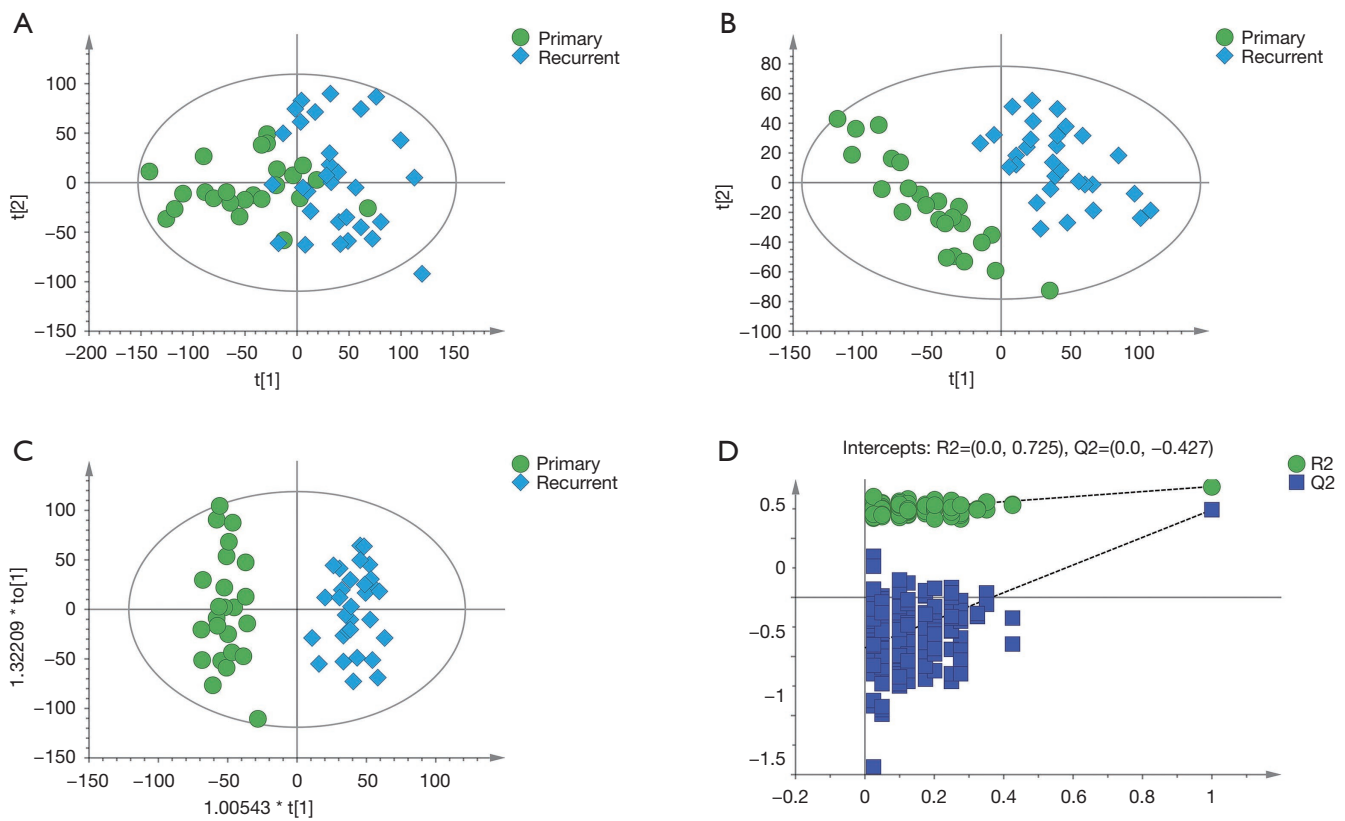 A
Primary
Recurrent
100
50
0
−50
−100
−150
t[2]
−200 −150 −100 −50 0 50 100 150
t[1]
B
Primary
Recurrent
80
60
40
20
0
−20
−40
−60
−80
−100
t[2]
−150 −100 −50 0 50 100
t[1]
C
Primary
Recurrent
100
50
0
−50
−100
−150
1.32209 * to[1]
−150 −100 −50 0 50 100
1.00543 * t[1]
D
Intercepts: R2=(0.0, 0.725), Q2=(0.0, −0.427)
R2
Q2
0.5
0
−0.5
−1
−1.5
−0.2 0 0.2 0.4 0.6 0.8 1